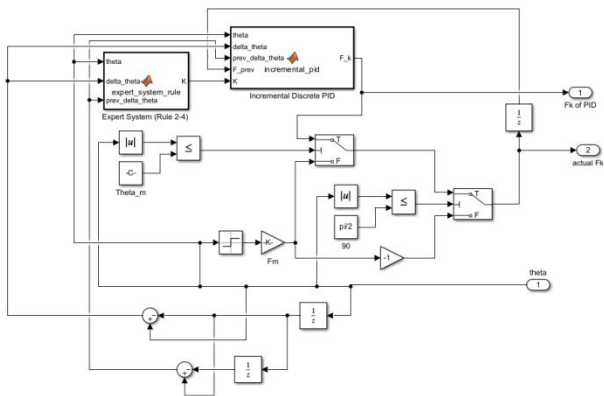 theta
delta_theta
prev_delta_theta
F_prev
K
incremental_pid
F_k
Incremental Discrete PID
theta
delta_theta
prev_delta_theta
expert_system_rule
K
Expert System (Rule 2-4)
1
Fk of PID
1
z
2
actual Fk
|u|
≤
-C-
Theta_m
T
F
|u|
≤
pi/2
90
T
F
-K-
Fm
-1
theta
1
1
z
1
z